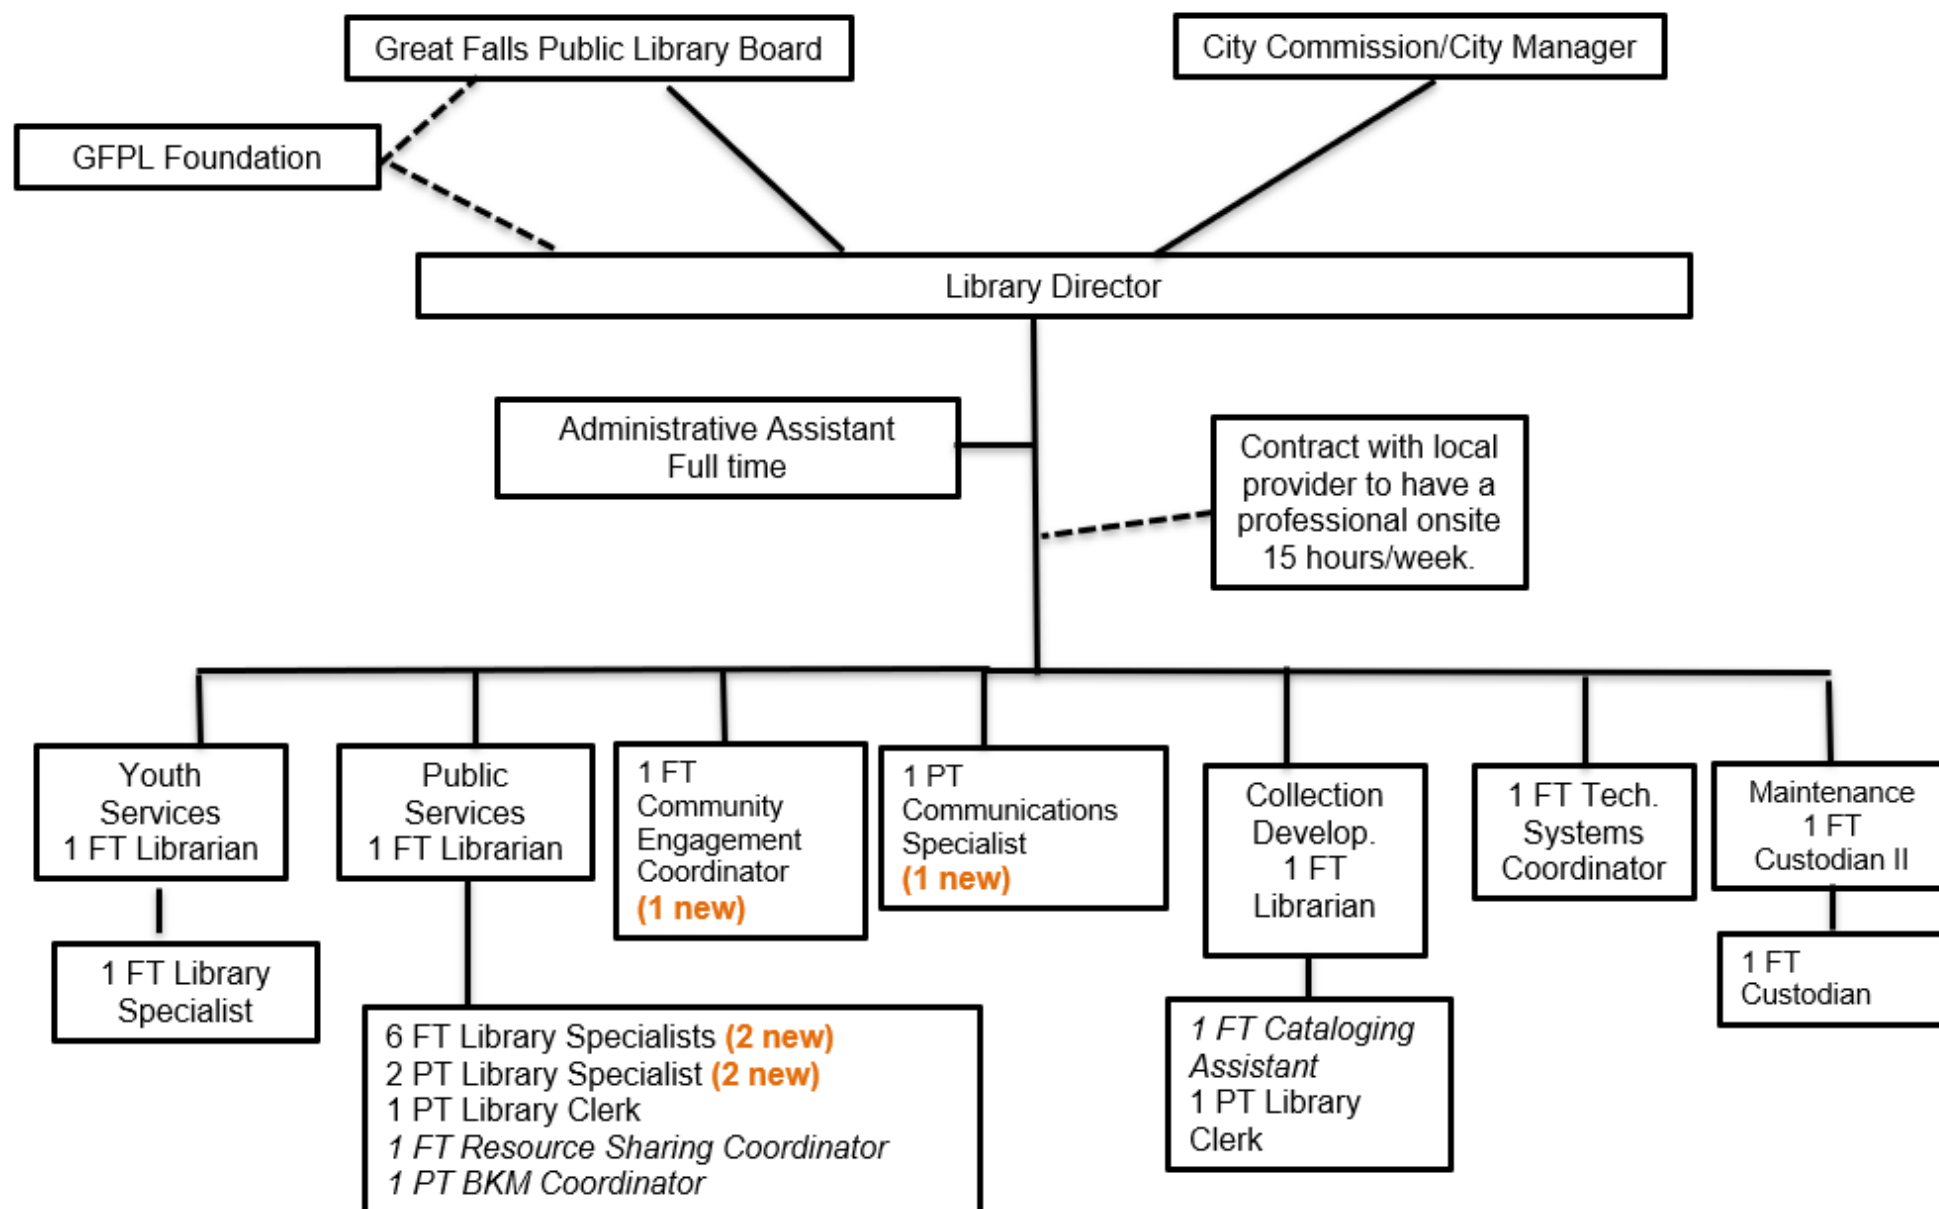 Great Falls Public Library Board
City Commission/City Manager
GFPL Foundation
Library Director
Administrative Assistant
Full time
Contract with local
provider to have a
professional onsite
15 hours/week.
Youth
Services
1 FT Librarian
Public
Services
1 FT Librarian
1 FT
Community
Engagement
Coordinator
(1 new)
1 PT
Communications
Specialist
(1 new)
Collection
Develop.
1 FT
Librarian
1 FT Tech.
Systems
Coordinator
Maintenance
1 FT
Custodian II
1 FT Library
Specialist
6 FT Library Specialists (2 new)
2 PT Library Specialist (2 new)
1 PT Library Clerk
1 FT Resource Sharing Coordinator
1 PT BKM Coordinator
1 FT Cataloging
Assistant
1 PT Library
Clerk
1 FT
Custodian